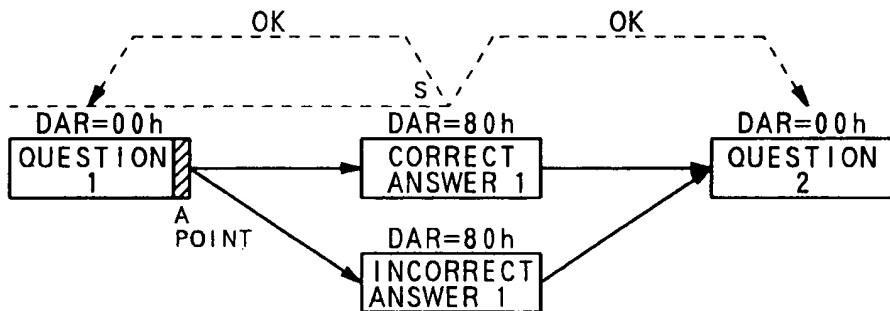 OK
OK
S
DAR=00h
DAR=80h
DAR=00h
QUESTION
1
CORRECT
ANSWER 1
QUESTION
2
A
POINT
DAR=80h
INCORRECT
ANSWER 1